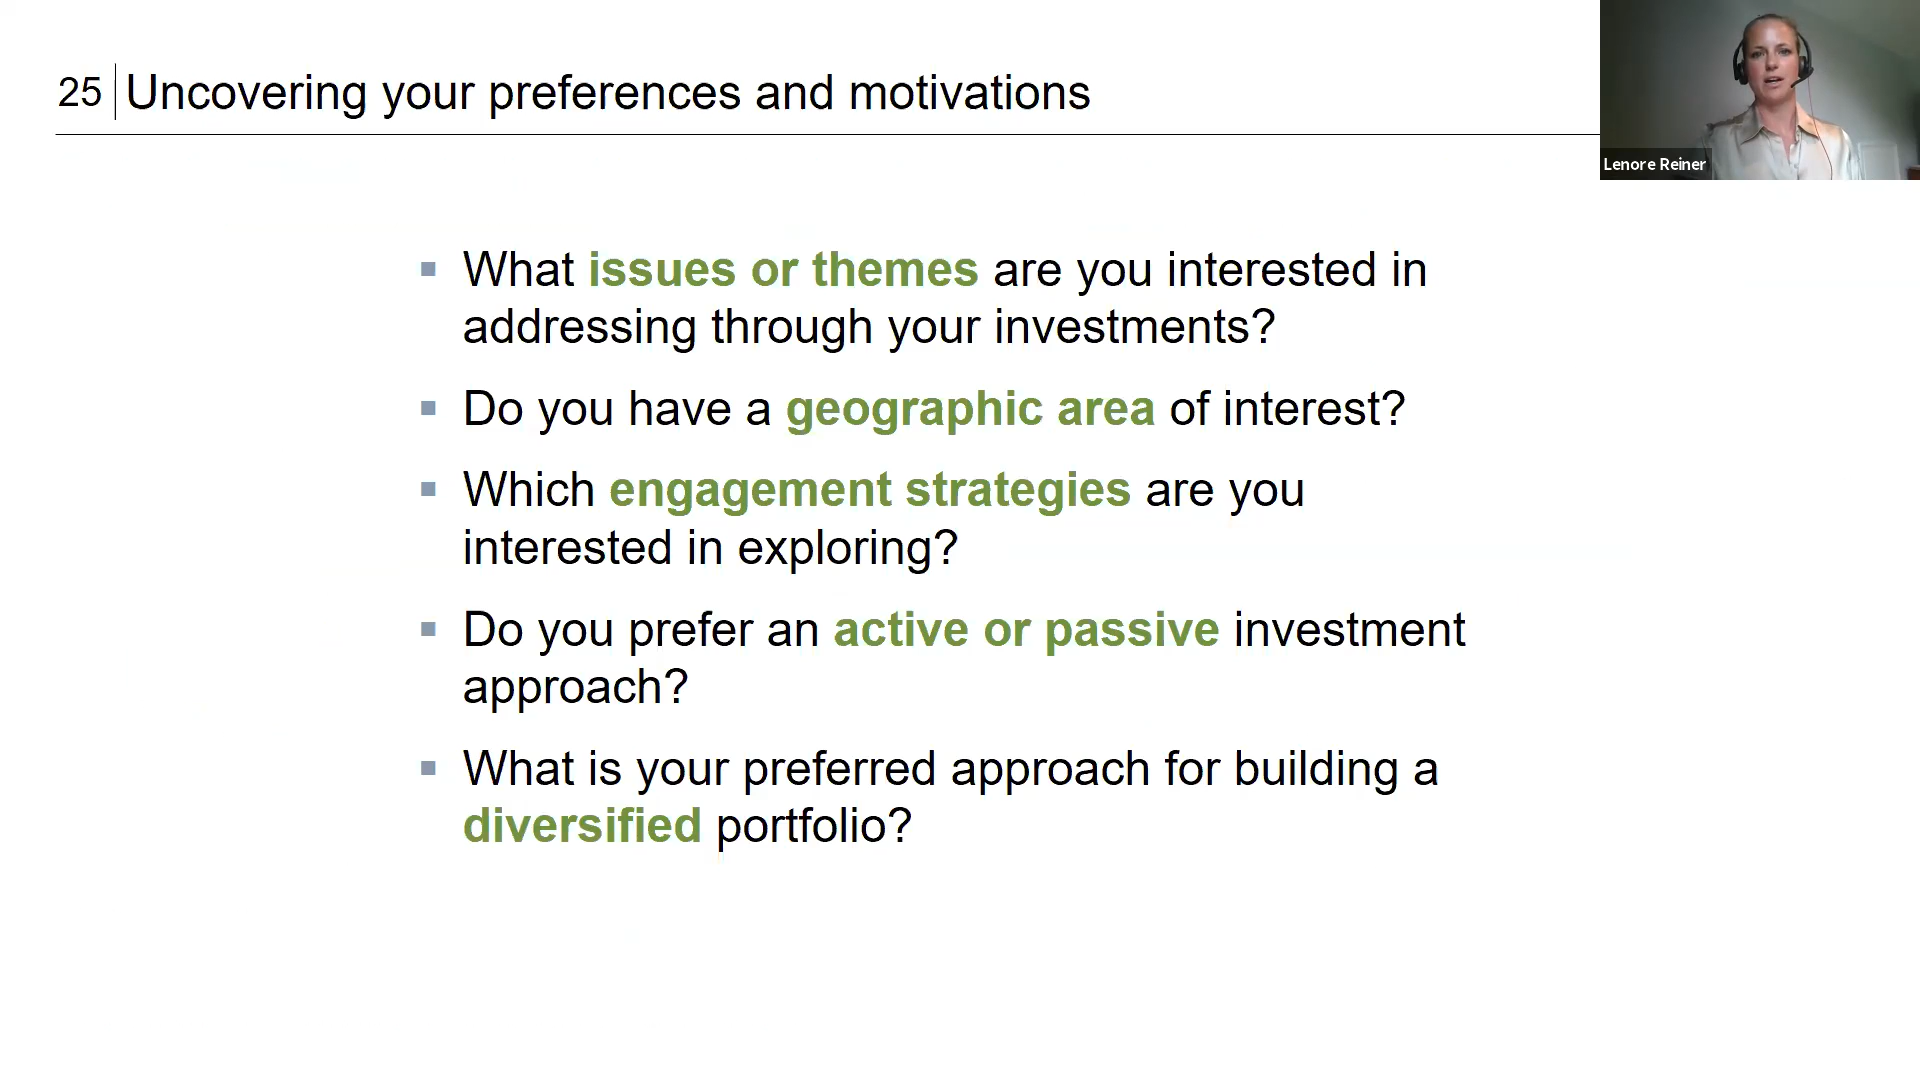 25 Uncovering your preferences and motivations
Lenore Reiner
What issues or themes are you interested in
addressing through your investments?
Do you have a geographic area of interest?
Which engagement strategies are you
interested in exploring?
Do you prefer an active or passive investment
approach?
What is your preferred approach for building a
diversified portfolio?